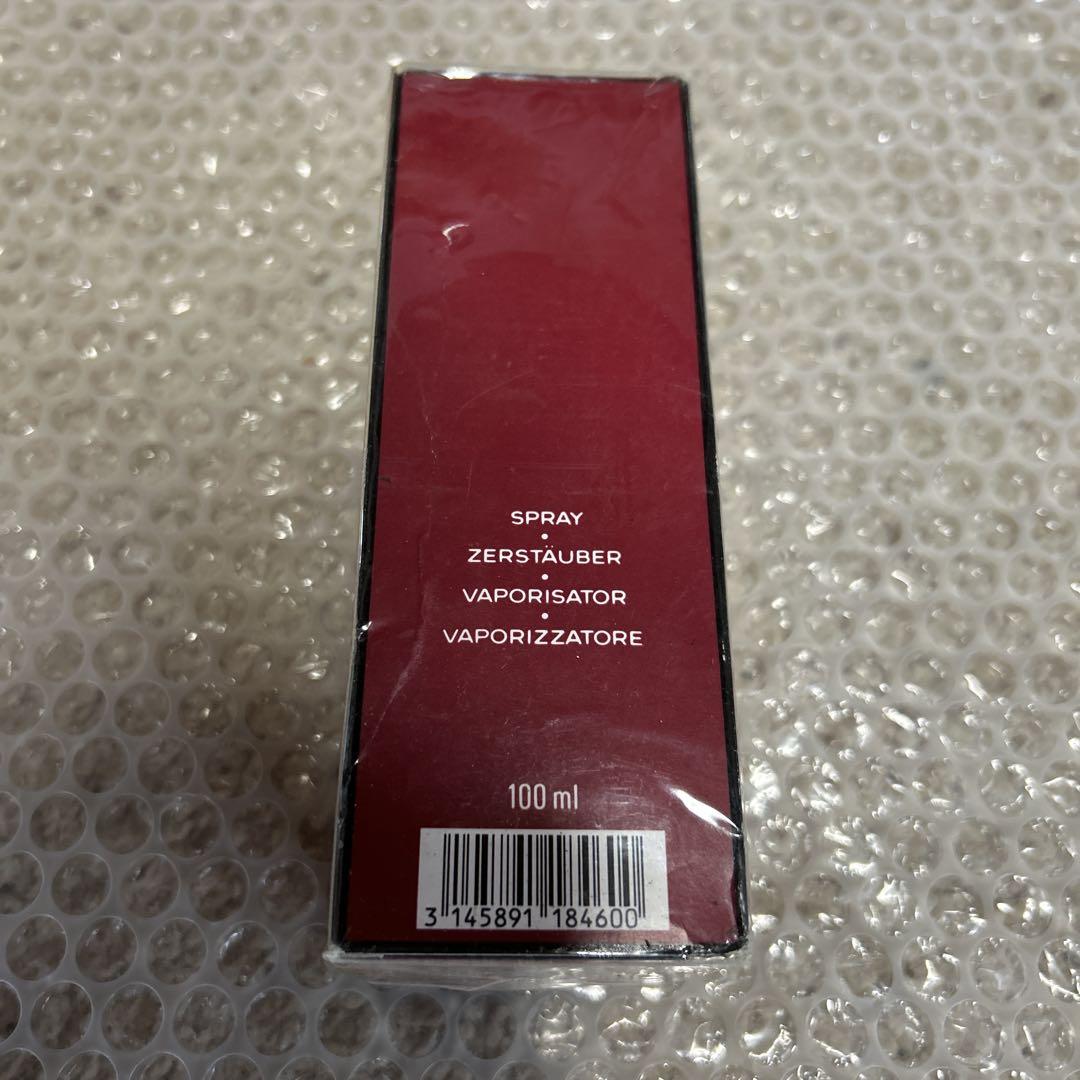 SPRAY
•
ZERSTÄUBER
•
VAPORISATOR
•
VAPORIZZATORE
100 ml
3 145891 184600